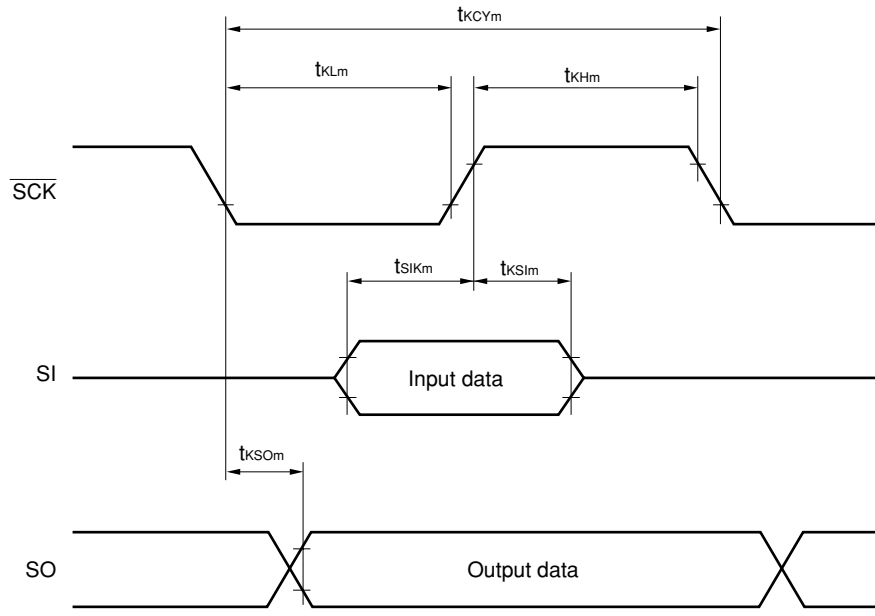 tKCYm
tKLm
tKHm
SCK
tSIKm
tKSIm
SI
Input data
tKSOm
SO
Output data